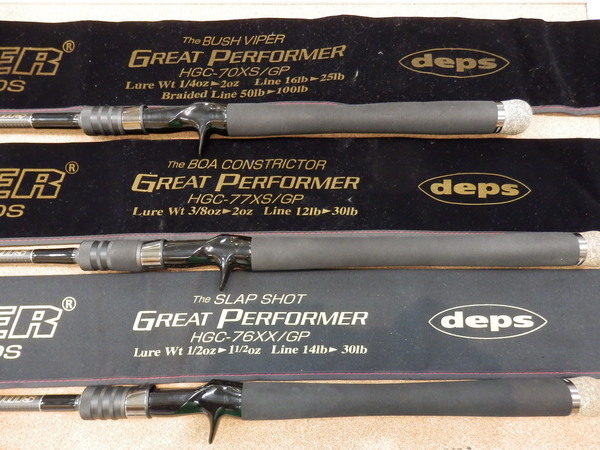 ER®
DS
The BUSH VIPER
GREAT PERFORMER
HGC-70XS/GP
Lure Wt 1/4oz►2oz Line 16lb►25lb
Braided Line 50lb►100lb
deps
ER®
DS
The BOA CONSTRICTOR
GREAT PERFORMER
HGC-77XS/GP
Lure Wt 3/8oz►2oz Line 12lb►30lb
deps
ER®
DS
The SLAP SHOT
GREAT PERFORMER
HGC-76XX/GP
Lure Wt 1/2oz►1 1/2oz Line 14lb►30lb
deps